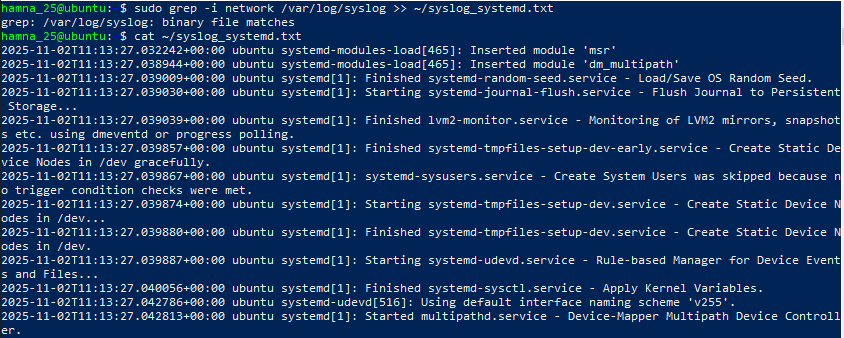 hamna_25@ubuntu:~$ sudo grep -i network /var/log/syslog >> ~/syslog_systemd.txt
grep: /var/log/syslog: binary file matches
hamna_25@ubuntu:~$ cat ~/syslog_systemd.txt
2025-11-02T11:13:27.032242+00:00 ubuntu systemd-modules-load[465]: Inserted module 'msr'
2025-11-02T11:13:27.038944+00:00 ubuntu systemd-modules-load[465]: Inserted module 'dm_multipath'
2025-11-02T11:13:27.039009+00:00 ubuntu systemd[1]: Finished systemd-random-seed.service - Load/Save OS Random Seed.
2025-11-02T11:13:27.039030+00:00 ubuntu systemd[1]: Starting systemd-journal-flush.service - Flush Journal to Persistent
 Storage...
2025-11-02T11:13:27.039039+00:00 ubuntu systemd[1]: Finished lvm2-monitor.service - Monitoring of LVM2 mirrors, snapshot
s etc. using dmeventd or progress polling.
2025-11-02T11:13:27.039857+00:00 ubuntu systemd[1]: Finished systemd-tmpfiles-setup-dev-early.service - Create Static De
vice Nodes in /dev gracefully.
2025-11-02T11:13:27.039867+00:00 ubuntu systemd[1]: systemd-sysusers.service - Create System Users was skipped because n
o trigger condition checks were met.
2025-11-02T11:13:27.039874+00:00 ubuntu systemd[1]: Starting systemd-tmpfiles-setup-dev.service - Create Static Device N
odes in /dev...
2025-11-02T11:13:27.039880+00:00 ubuntu systemd[1]: Finished systemd-tmpfiles-setup-dev.service - Create Static Device N
odes in /dev.
2025-11-02T11:13:27.039887+00:00 ubuntu systemd[1]: Starting systemd-udevd.service - Rule-based Manager for Device Event
s and Files...
2025-11-02T11:13:27.040056+00:00 ubuntu systemd[1]: Finished systemd-sysctl.service - Apply Kernel Variables.
2025-11-02T11:13:27.042786+00:00 ubuntu systemd-udevd[516]: Using default interface naming scheme 'v255'.
2025-11-02T11:13:27.042813+00:00 ubuntu systemd[1]: Started multipathd.service - Device-Mapper Multipath Device Controll
er.